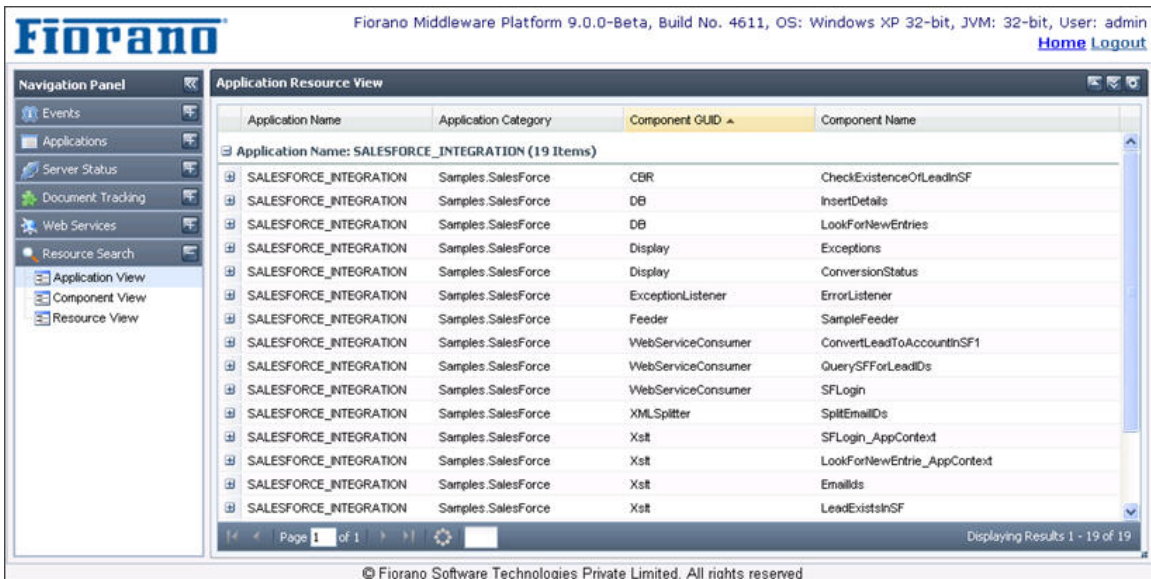 Fiorano
Fiorano Middleware Platform 9.0.0-Beta, Build No. 4611, OS: Windows XP 32-bit, JVM: 32-bit, User: admin
Home Logout
Navigation Panel
Events
Applications
Server Status
Document Tracking
Web Services
Resource Search
Application View
Component View
Resource View
Application Resource View
Application Name Application Category Component GUID Component Name
Application Name: SALESFORCE_INTEGRATION (19 Items)
SALESFORCE_INTEGRATION Samples.SalesForce CBR CheckExistenceOfLeadInSF
SALESFORCE_INTEGRATION Samples.SalesForce DB InsertDetails
SALESFORCE_INTEGRATION Samples.SalesForce DB LookForNewEntries
SALESFORCE_INTEGRATION Samples.SalesForce Display Exceptions
SALESFORCE_INTEGRATION Samples.SalesForce Display ConversionStatus
SALESFORCE_INTEGRATION Samples.SalesForce ExceptionListener ErrorListener
SALESFORCE_INTEGRATION Samples.SalesForce Feeder SampleFeeder
SALESFORCE_INTEGRATION Samples.SalesForce WebServiceConsumer ConvertLeadToAccountInSF1
SALESFORCE_INTEGRATION Samples.SalesForce WebServiceConsumer QuerySFForLeadIDs
SALESFORCE_INTEGRATION Samples.SalesForce WebServiceConsumer SFLogin
SALESFORCE_INTEGRATION Samples.SalesForce XMLSplitter SplitEmailIDs
SALESFORCE_INTEGRATION Samples.SalesForce Xslt SFLogin_AppContext
SALESFORCE_INTEGRATION Samples.SalesForce Xslt LookForNewEntrie_AppContext
SALESFORCE_INTEGRATION Samples.SalesForce Xslt EmailIds
SALESFORCE_INTEGRATION Samples.SalesForce Xslt LeadExistsInSF
Page 1 of 1
Displaying Results 1 - 19 of 19
© Fiorano Software Technologies Private Limited. All rights reserved